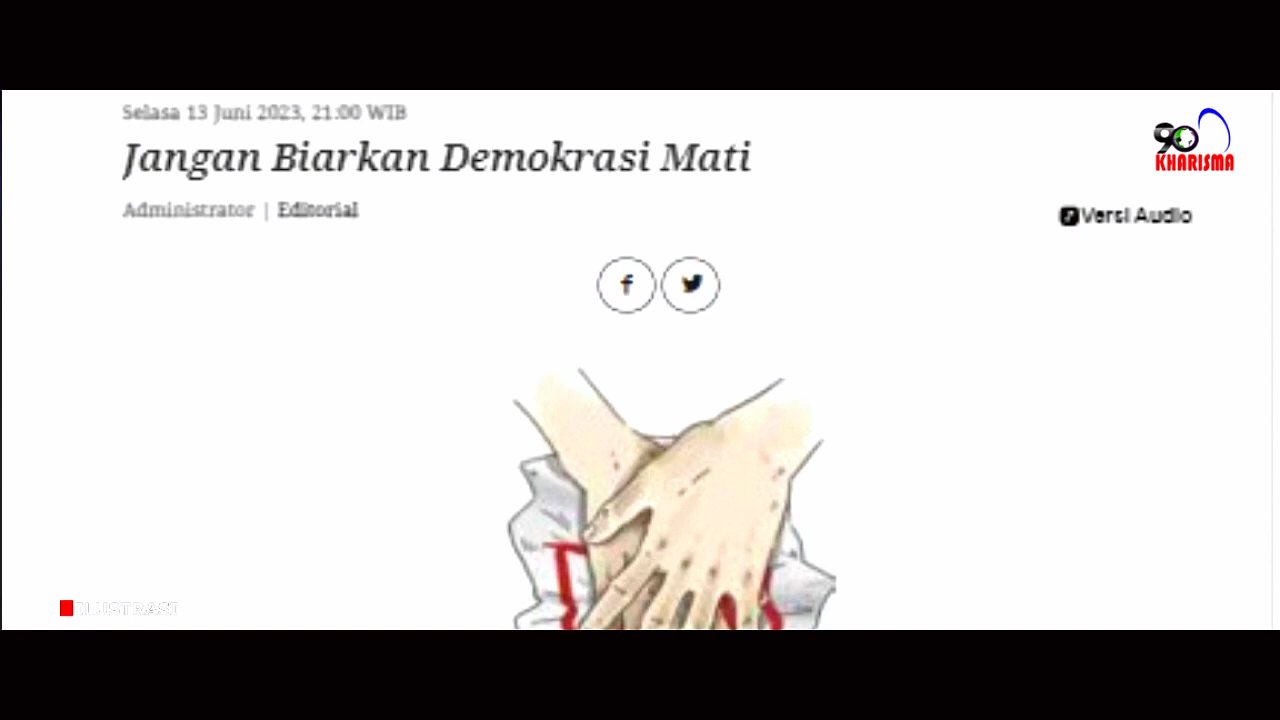 Selasa 13 Juni 2023, 21:00 WIB
Jangan Biarkan Demokrasi Mati
Administrator | Editorial
90
KHARISMA
Versi Audio
f
ILUSTRASI